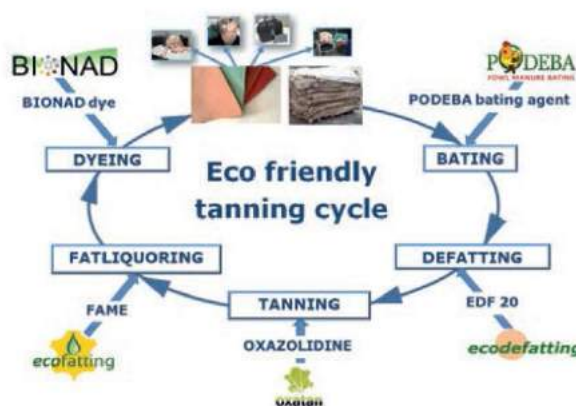 BIONAD
BIONAD dye
PODEBA
FOWL MANURE BATING
PODEBA bating agent
DYEING
BATING
Eco friendly
tanning cycle
FATLIQUORING
DEFATTING
TANNING
FAME
EDF 20
OXAZOLIDINE
ecofatting
ecodefatting
oxatan